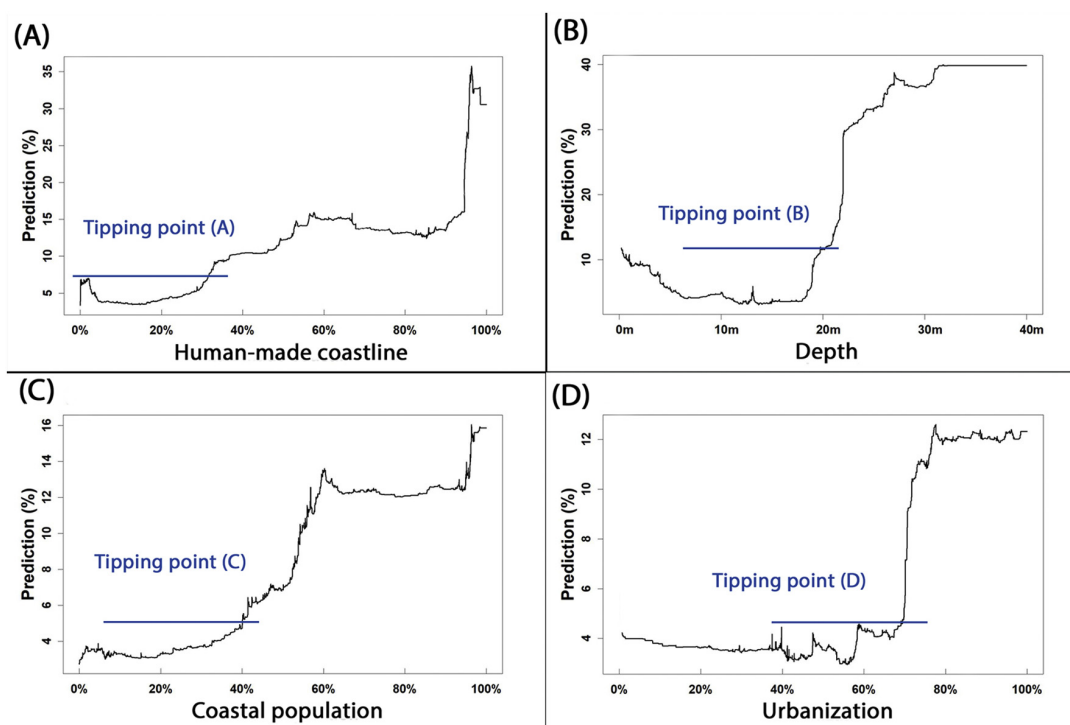 (A)
Prediction (%)
35
30
25
20
15
10
5
Tipping point (A)
0% 20% 40% 60% 80% 100%
Human-made coastline
(B)
Prediction (%)
40
30
20
10
Tipping point (B)
0m 10m 20m 30m 40m
Depth
(C)
Prediction (%)
16
14
12
10
8
6
4
Tipping point (C)
0% 20% 40% 60% 80% 100%
Coastal population
(D)
Prediction (%)
12
10
8
6
4
Tipping point (D)
0% 20% 40% 60% 80% 100%
Urbanization